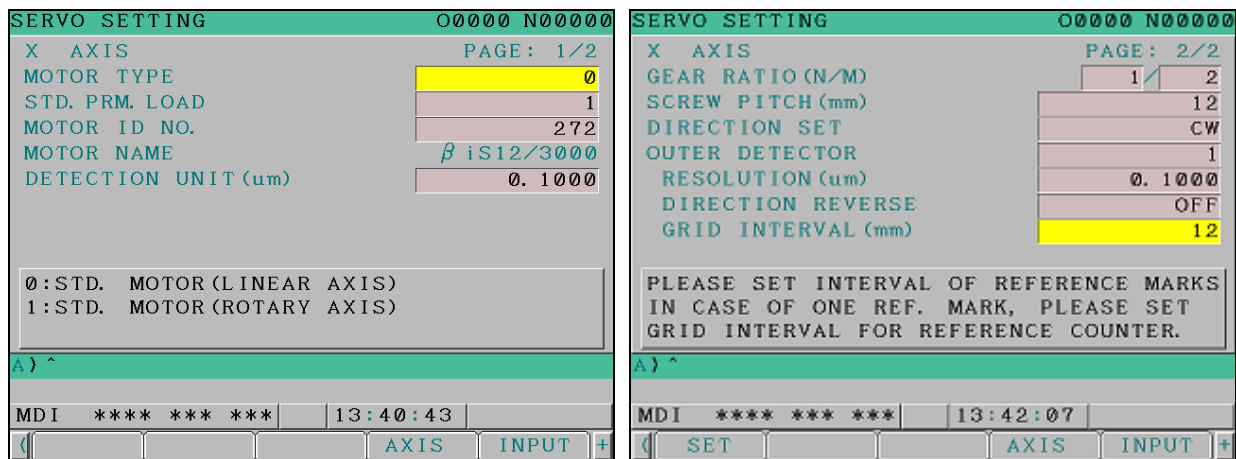 SERVO SETTING O0000 N00000
X AXIS PAGE: 1/2
MOTOR TYPE 0
STD. PRM. LOAD 1
MOTOR ID NO. 272
MOTOR NAME β iS12/3000
DETECTION UNIT(um) 0.1000
0:STD. MOTOR(LINEAR AXIS)
1:STD. MOTOR(ROTARY AXIS)
A) ^
MDI **** *** *** 13:40:43
( AXIS INPUT +
SERVO SETTING O0000 N00000
X AXIS PAGE: 2/2
GEAR RATIO(N/M) 1/ 2
SCREW PITCH(mm) 12
DIRECTION SET CW
OUTER DETECTOR 1
RESOLUTION(um) 0.1000
DIRECTION REVERSE OFF
GRID INTERVAL(mm) 12
PLEASE SET INTERVAL OF REFERENCE MARKS
IN CASE OF ONE REF. MARK, PLEASE SET
GRID INTERVAL FOR REFERENCE COUNTER.
A) ^
MDI **** *** *** 13:42:07
( SET AXIS INPUT +